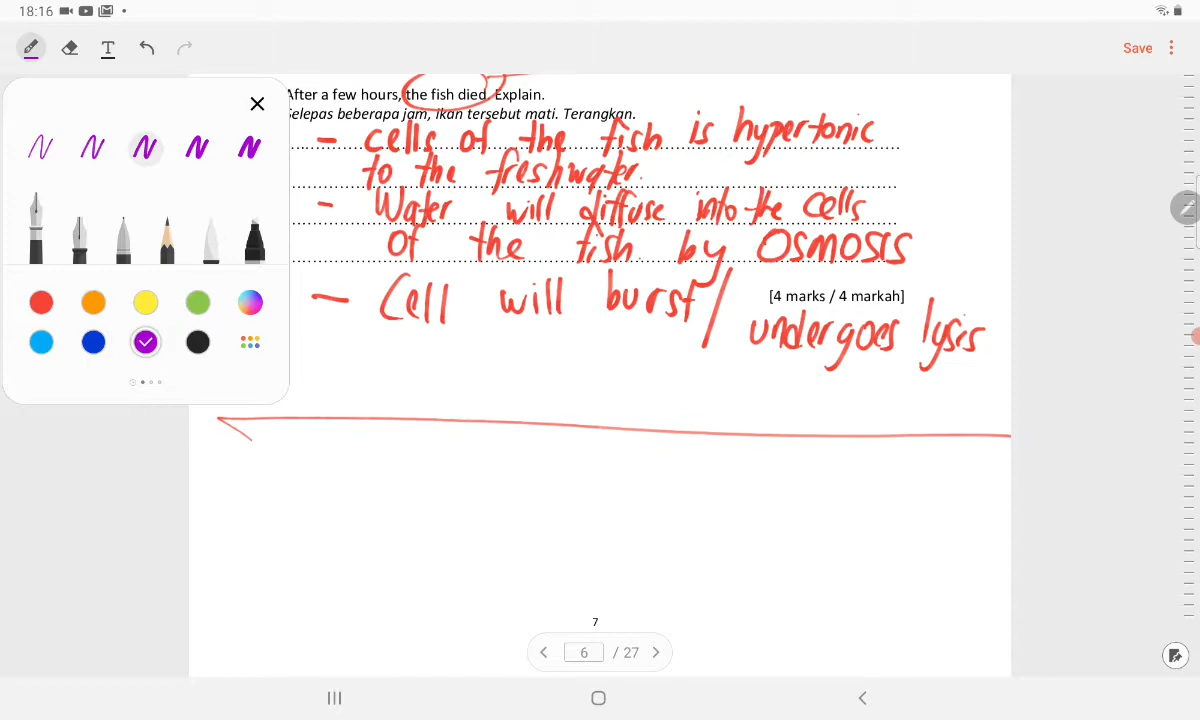 18:16
Save
After a few hours, the fish died. Explain.
Selepas beberapa jam, ikan tersebut mati. Terangkan.
- cells of the fish is hypertonic
to the freshwater.
- Water will diffuse into the cells
of the fish by OSMOSIS
- Cell will burst /
[4 marks / 4 markah]
undergoes lysis
7
6 / 27